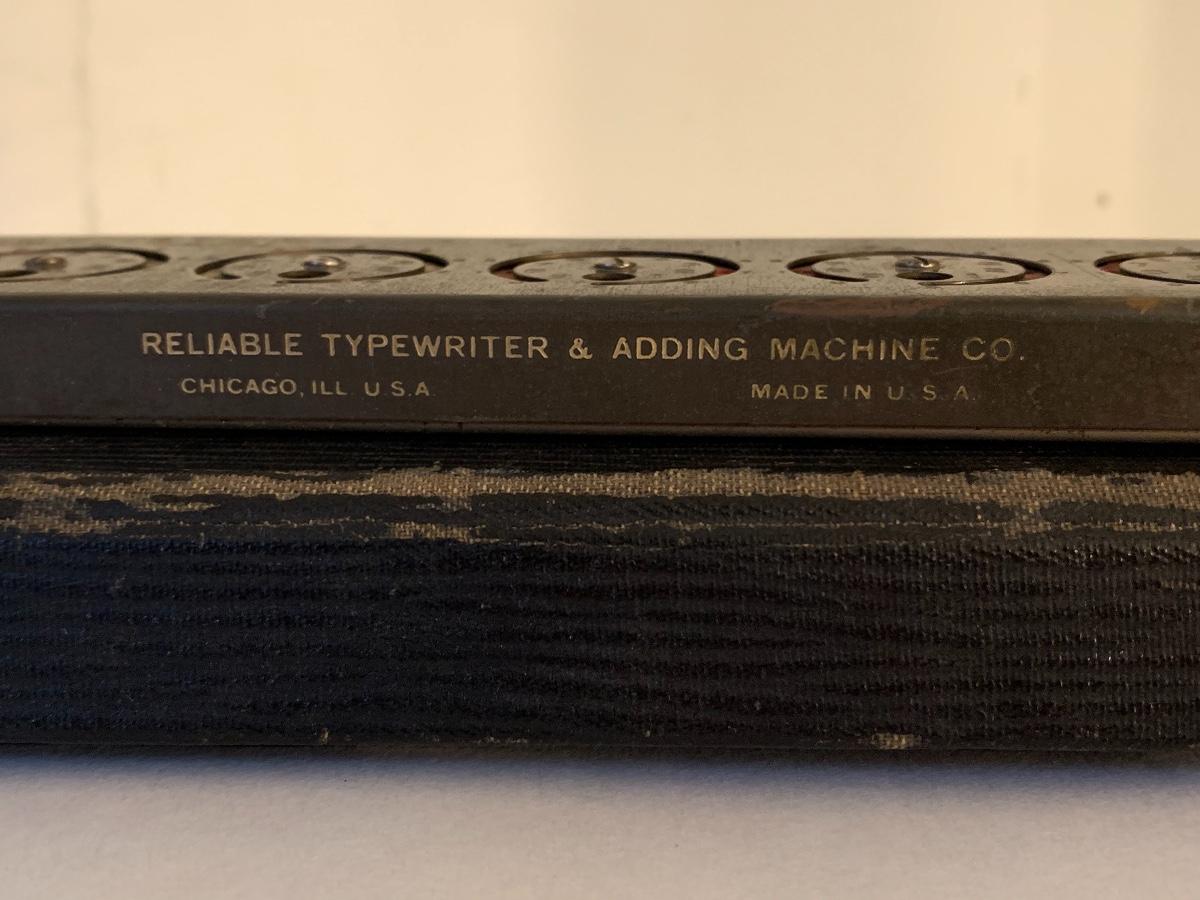 RELIABLE TYPEWRITER & ADDING MACHINE CO.
CHICAGO, ILL. U.S.A. MADE IN U.S.A.